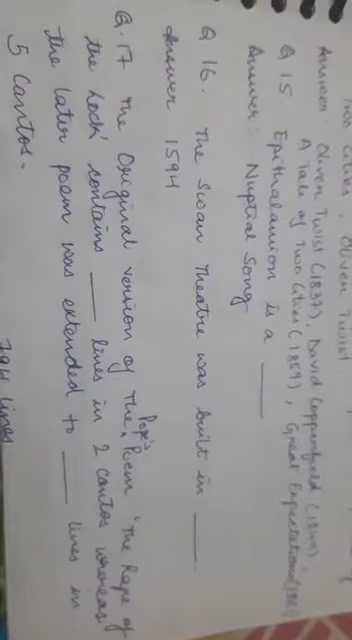 Two Cities, Oliver Twist.
Answer Oliver Twist (1837), David Copperfield (1849),
A Tale of Two Cities (1859), Great Expectations
Q 15 Epithalamion is a ____
Answer: Nuptial Song
Q 16. The Swan Theatre was built in ____
Answer 1594
Q.17 The Original version of The Pope's Poem "The Rape of
the Lock" contains ____ lines in 2 cantos whereas
the later poem was extended to ____ lines in
5 Cantos.
794 lines